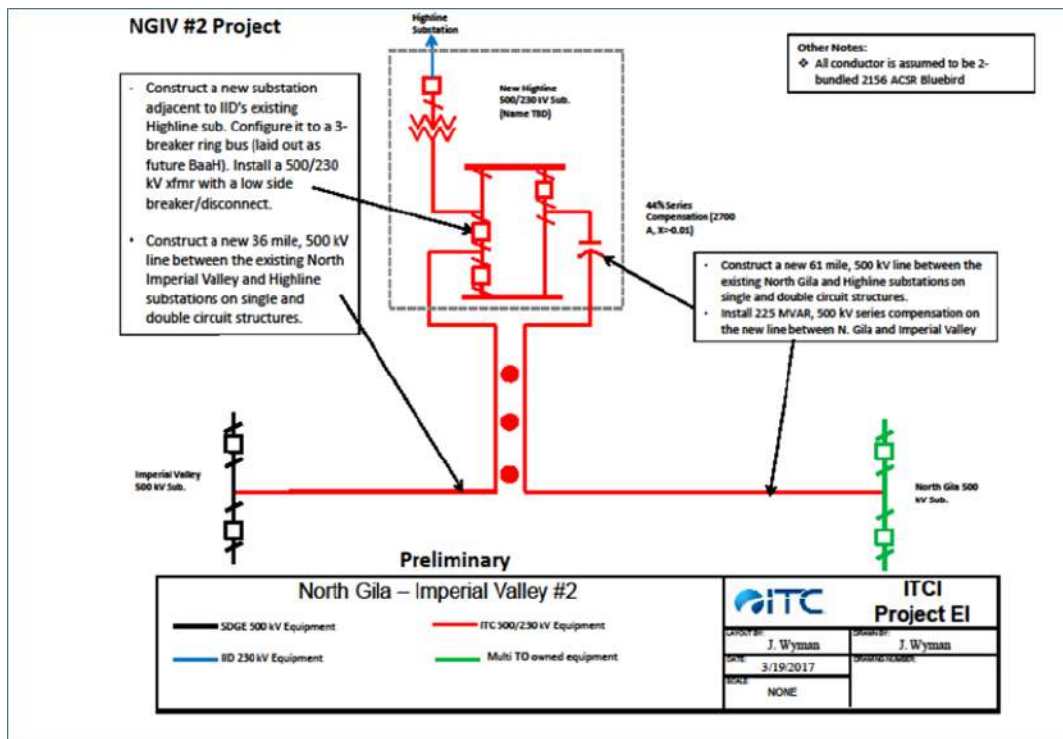 NGIV #2 Project
Highline
Substation
Other Notes:
❖ All conductor is assumed to be 2-
bundled 2156 ACSR Bluebird
- Construct a new substation
adjacent to IID's existing
Highline sub. Configure it to a 3-
breaker ring bus (laid out as
future BaaH). Install a 500/230
kV xfmr with a low side
breaker/disconnect.
• Construct a new 36 mile, 500 kV
line between the existing North
Imperial Valley and Highline
substations on single and
double circuit structures.
New Highline
500/230 kV Sub.
(Name TBD)
44% Series
Compensation (2700
A, X=-0.01)
• Construct a new 61 mile, 500 kV line between the
existing North Gila and Highline substations on
single and double circuit structures.
• Install 225 MVAR, 500 kV series compensation on
the new line between N. Gila and Imperial Valley
Imperial Valley
500 kV Sub.
North Gila 500
kV Sub.
Preliminary
North Gila – Imperial Valley #2
SDGE 500 kV Equipment
ITC 500/230 kV Equipment
IID 230 kV Equipment
Multi TO owned equipment
ITC
ITCI
Project EI
LAYOUT BY:
J. Wyman
DRAWN BY:
J. Wyman
DATE:
3/19/2017
DRAWING NUMBER:
SCALE:
NONE